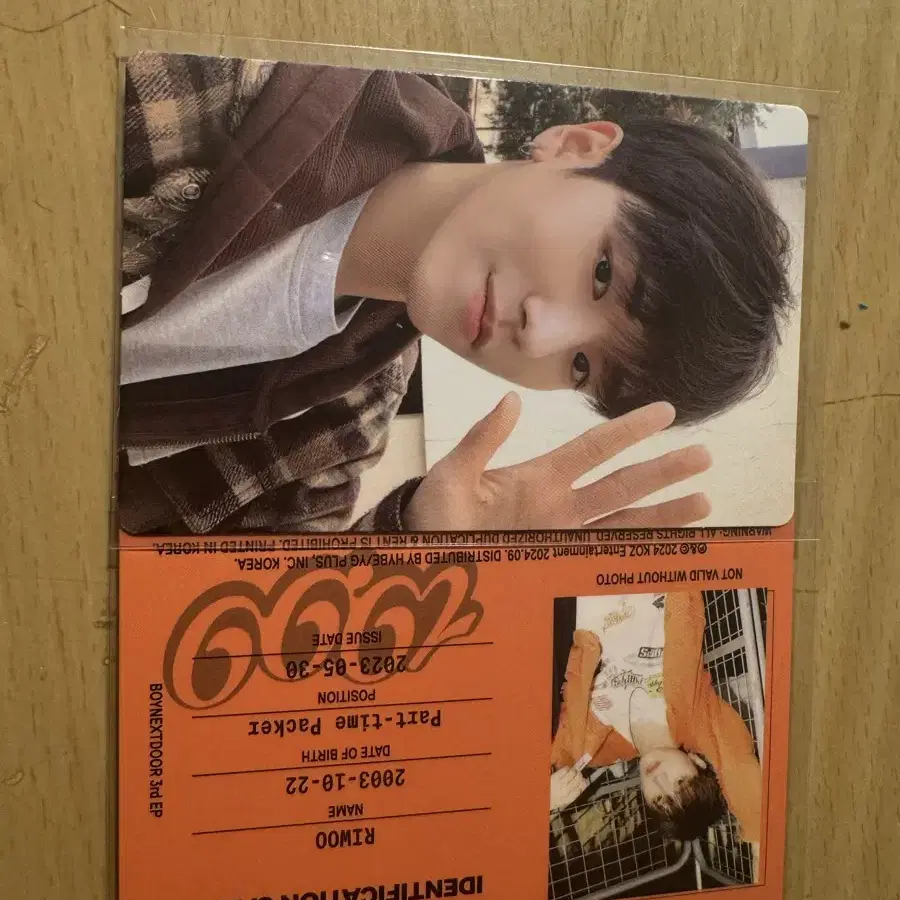 IDENTIFICATION
RIWOO
NAME
2003-10-22
DATE OF BIRTH
Part-time Packer
POSITION
2023-05-30
ISSUE DATE
NOT VALID WITHOUT PHOTO
BOYNEXTDOOR 3rd EP
℗&© 2024 KOZ Entertainment 2024.09. DISTRIBUTED BY HYBE/YG PLUS, INC. KOREA.
WARNING: ALL RIGHTS RESERVED. UNAUTHORIZED DUPLICATION & RENT IS PROHIBITED. PRINTED IN KOREA.